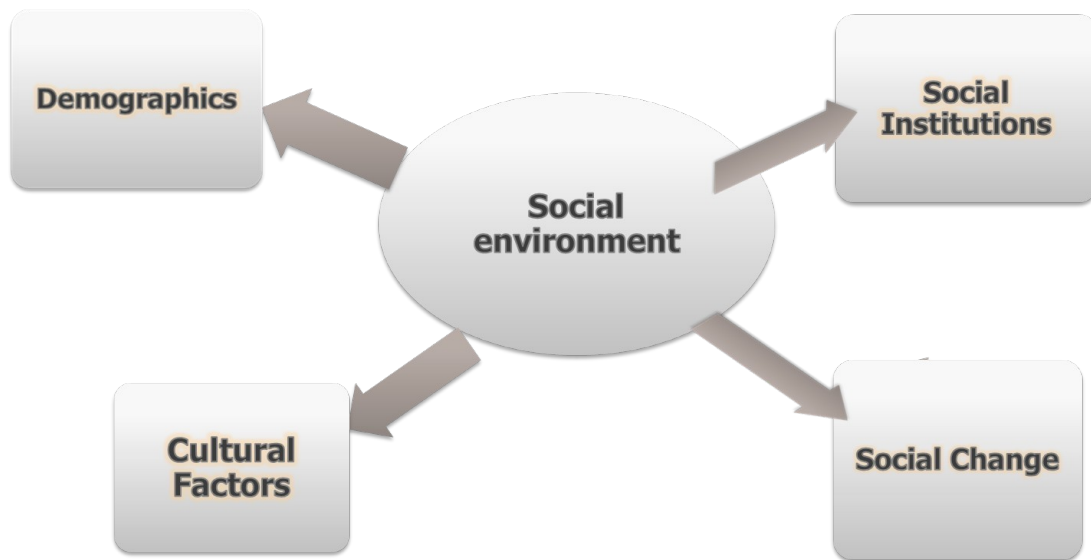 Demographics
Social
Institutions
Social
environment
Cultural
Factors
Social Change